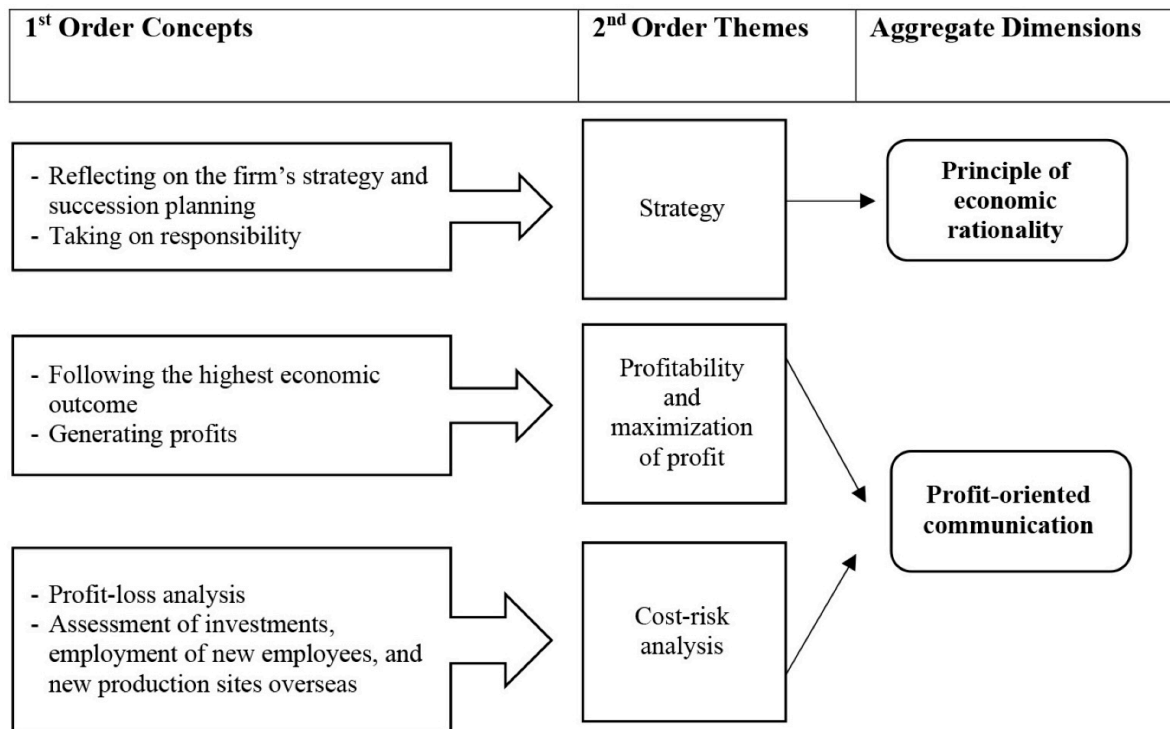 1st Order Concepts
2nd Order Themes
Aggregate Dimensions
- Reflecting on the firm's strategy and
succession planning
- Taking on responsibility
Strategy
Principle of
economic
rationality
- Following the highest economic
outcome
- Generating profits
Profitability
and
maximization
of profit
- Profit-loss analysis
- Assessment of investments,
employment of new employees, and
new production sites overseas
Cost-risk
analysis
Profit-oriented
communication